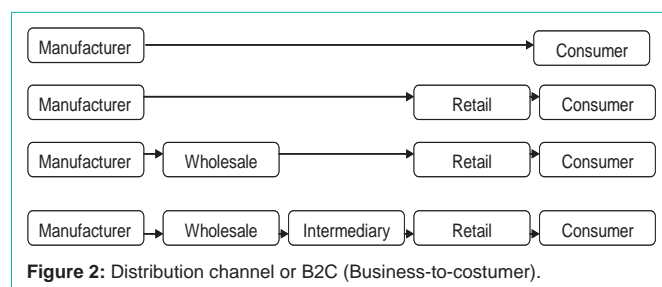 Manufacturer Consumer
Manufacturer Retail Consumer
Manufacturer Wholesale Retail Consumer
Manufacturer Wholesale Intermediary Retail Consumer
Figure 2: Distribution channel or B2C (Business-to-costumer).